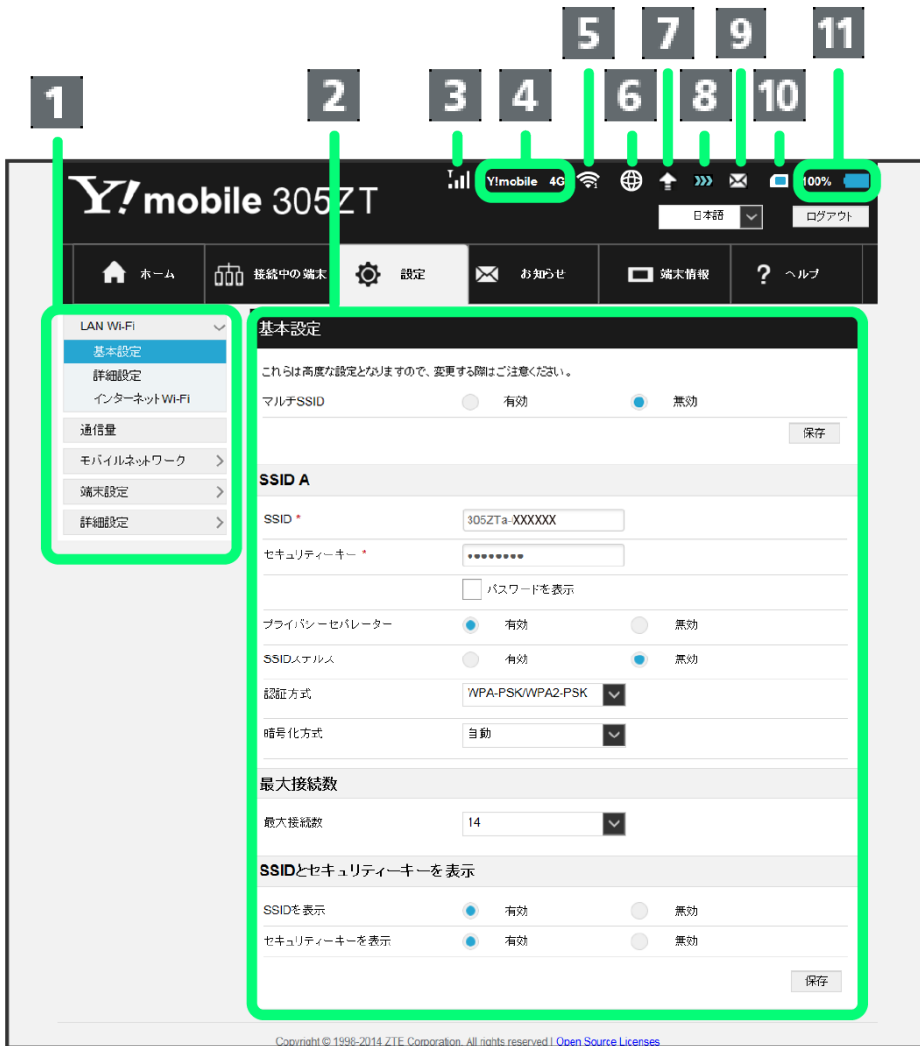 5 7 9 11
1 2 3 4 6 8 10
Y!mobile 4G 100%
Y!mobile 305ZT
日本語 ログアウト
ホーム 接続中の端末 設定 お知らせ 端末情報 ? ヘルプ
LAN Wi-Fi
基本設定
詳細設定
インターネットWi-Fi
通信量
モバイルネットワーク
端末設定
詳細設定
基本設定
これらは高度な設定となりますので、変更する際はご注意ください。
マルチSSID 有効 無効
保存
SSID A
SSID * 305ZTa-XXXXXX
セキュリティーキー * ••••••••
パスワードを表示
プライバシーセパレーター 有効 無効
SSIDステルス 有効 無効
認証方式 WPA-PSK/WPA2-PSK
暗号化方式 自動
最大接続数
最大接続数 14
SSIDとセキュリティーキーを表示
SSIDを表示 有効 無効
セキュリティーキーを表示 有効 無効
保存
Copyright © 1998-2014 ZTE Corporation. All rights reserved | Open Source Licenses